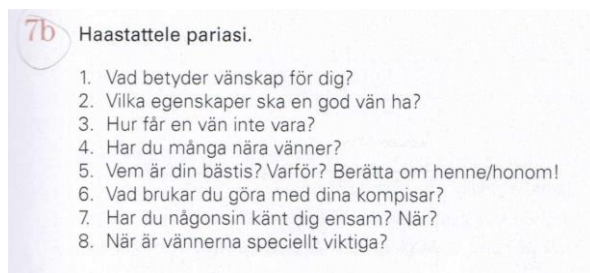 7b Haastattele pariasi.
1. Vad betyder vänskap för dig?
2. Vilka egenskaper ska en god vän ha?
3. Hur får en vän inte vara?
4. Har du många nära vänner?
5. Vem är din bästis? Varför? Berätta om henne/honom!
6. Vad brukar du göra med dina kompisar?
7. Har du någonsin känt dig ensam? När?
8. När är vännerna speciellt viktiga?